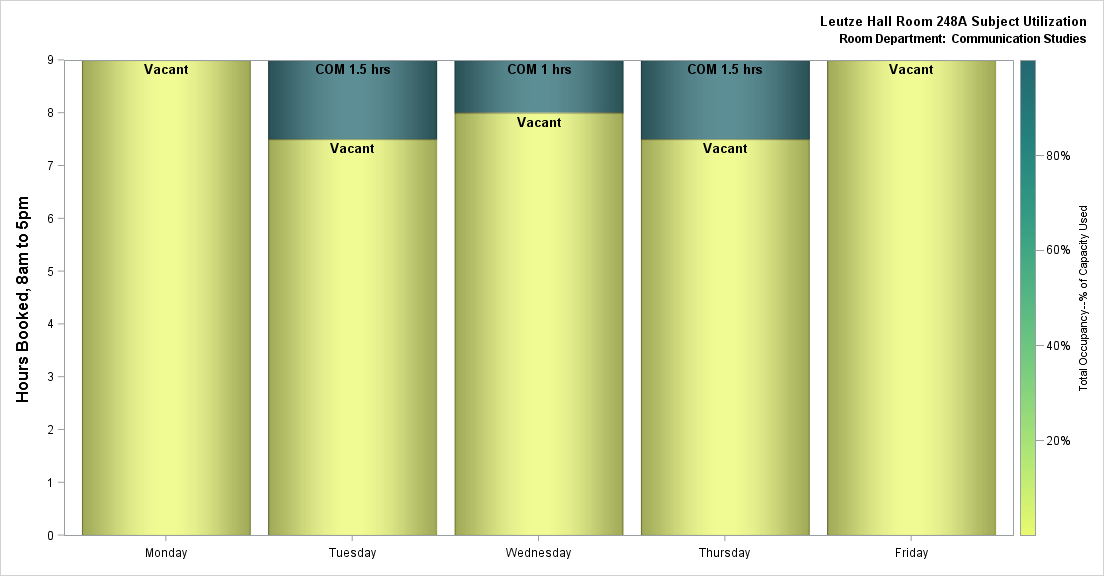 Leutze Hall Room 248A Subject Utilization
Room Department: Communication Studies
Hours Booked, 8am to 5pm
9
8
7
6
5
4
3
2
1
0
Vacant
COM 1.5 hrs
COM 1 hrs
COM 1.5 hrs
Vacant
Vacant
Vacant
Vacant
Monday
Tuesday
Wednesday
Thursday
Friday
80%
60%
40%
20%
Total Occupancy--% of Capacity Used